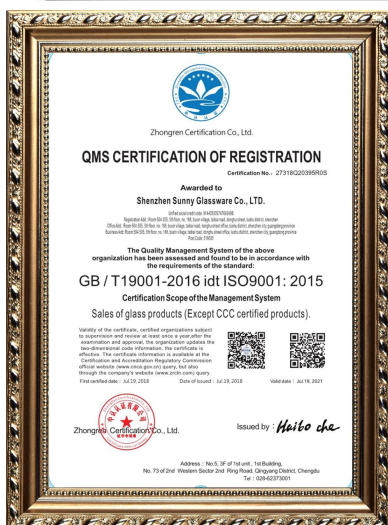 Zhongren Certification Co., Ltd.
QMS CERTIFICATION OF REGISTRATION
Certification No.: 27318Q20395R0S
Awarded to
Shenzhen Sunny Glassware Co., LTD.
The Quality Management System of the above
organization has been assessed and found to be in accordance with
the requirements of the standard:
GB / T19001-2016 idt ISO9001: 2015
Certification Scope of the Management System
Sales of glass products (Except CCC certified products).
Validity of the certificate, certified organizations subject
to supervision and review at least once a year,after the
examination and approval, the organization updates the
two-dimensional code information, the certificate is
effective. The certificate information is available at the
Certification and Accreditation Regulatory Commission
official website (www.cnca.gov.cn) query, but also
through the company's website (www.zrclin.com) query
First certified date : Jul.19, 2018
Date of Issued : Jul.19, 2018
Valid date : Jul.18, 2021
Zhongren Certification Co., Ltd.
Issued by : Haibo che
Address : No.5, 3F of 1st unit , 1st Building,
No. 73 of 2nd Western Sector 2nd Ring Road, Qingyang District, Chengdu
Tel : 028-62373001